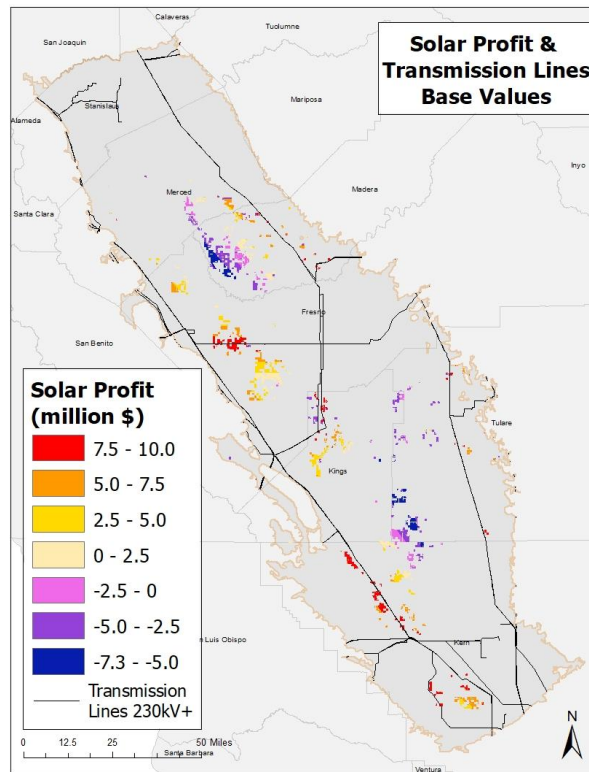 Calaveras
Tuolumne
San Joaquin
Solar Profit &
Transmission Lines
Base Values
Stanislaus
Mariposa
Alameda
Inyo
Merced
Madera
Santa Clara
Fresno
San Benito
Solar Profit
(million $)
7.5 - 10.0
5.0 - 7.5
2.5 - 5.0
0 - 2.5
-2.5 - 0
-5.0 - -2.5
-7.3 - -5.0
Transmission
Lines 230kV+
Tulare
Kings
n Luis Obispo
Kern
N
0 12.5 25 50 Miles
Santa Barbara
Ventura